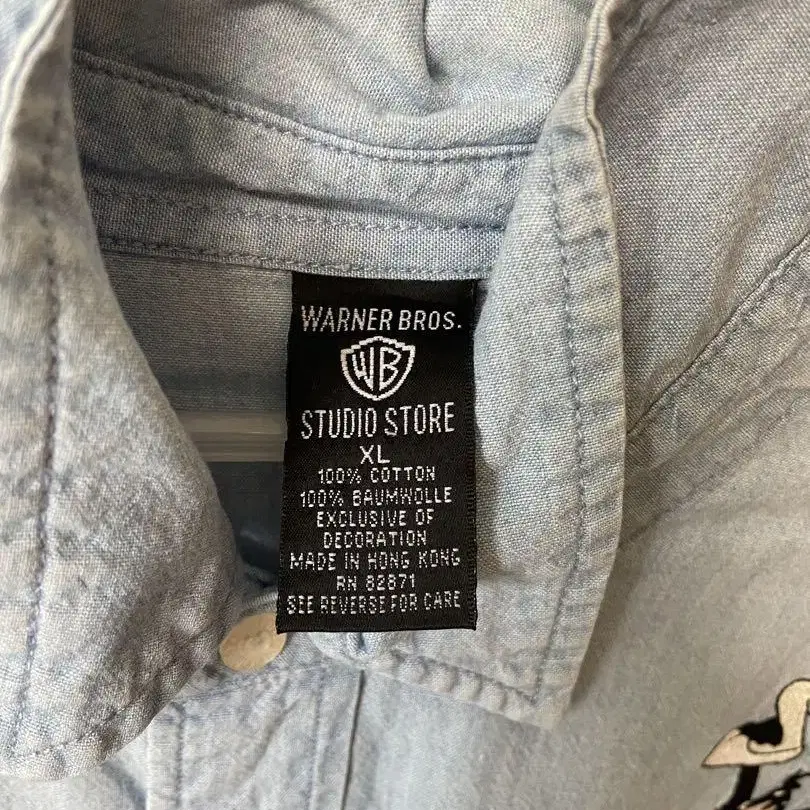 WARNER BROS.
WB
STUDIO STORE
XL
100% COTTON
100% BAUMWOLLE
EXCLUSIVE OF
DECORATION
MADE IN HONG KONG
RN 82871
SEE REVERSE FOR CARE